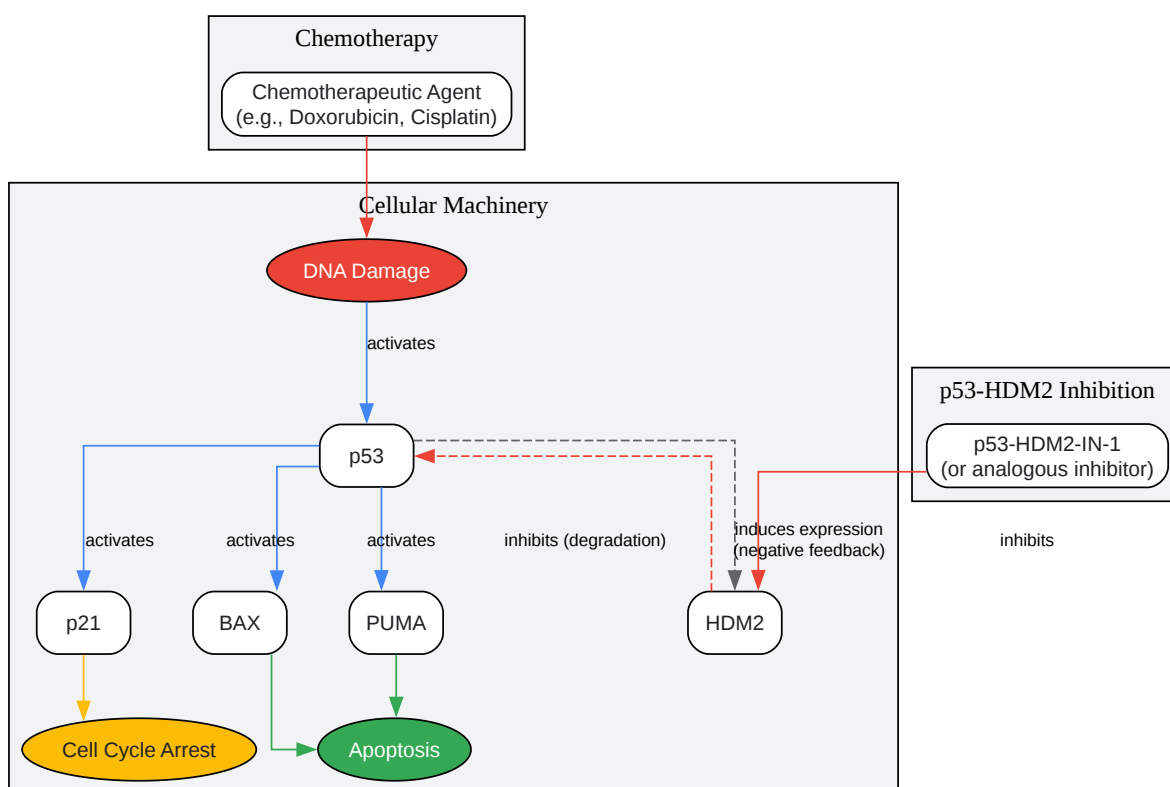 Chemotherapy
Chemotherapeutic Agent
(e.g., Doxorubicin, Cisplatin)
Cellular Machinery
DNA Damage
activates
p53-HDM2 Inhibition
p53-HDM2-IN-1
(or analogous inhibitor)
p53
activates
activates
activates
inhibits (degradation)
induces expression
(negative feedback)
inhibits
p21
BAX
PUMA
HDM2
Cell Cycle Arrest
Apoptosis